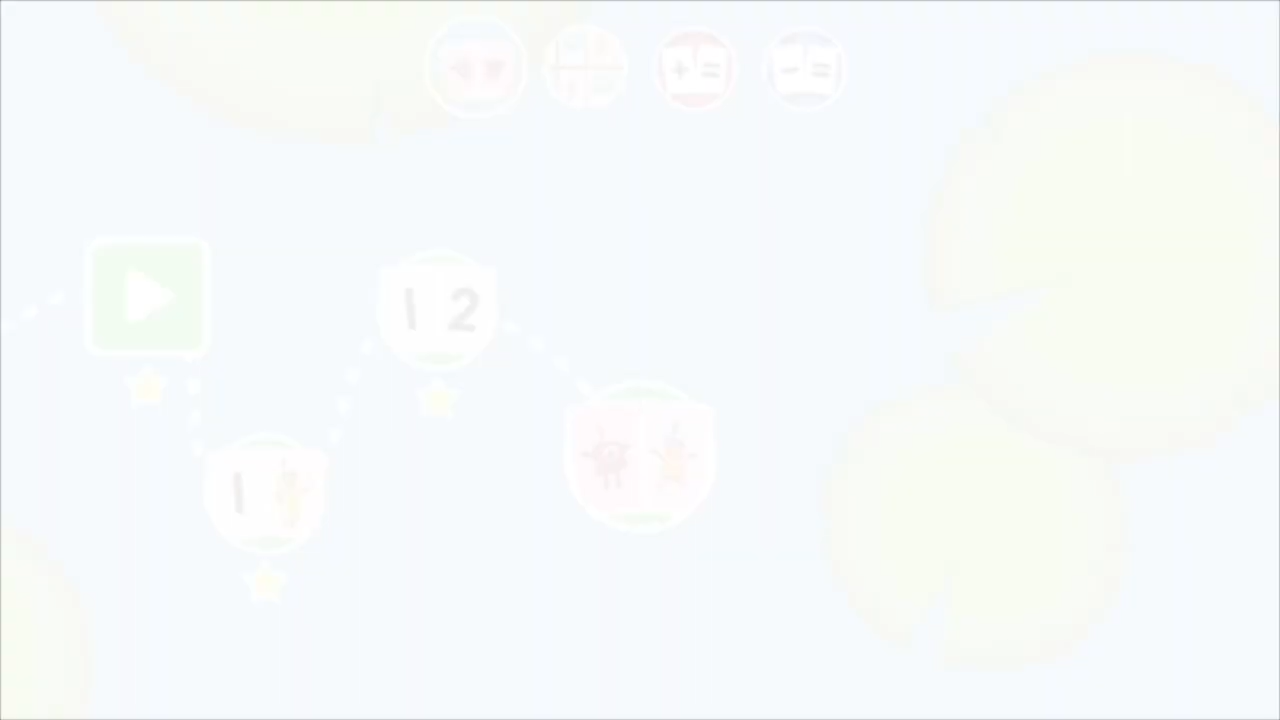 + =
- =
1 2
1